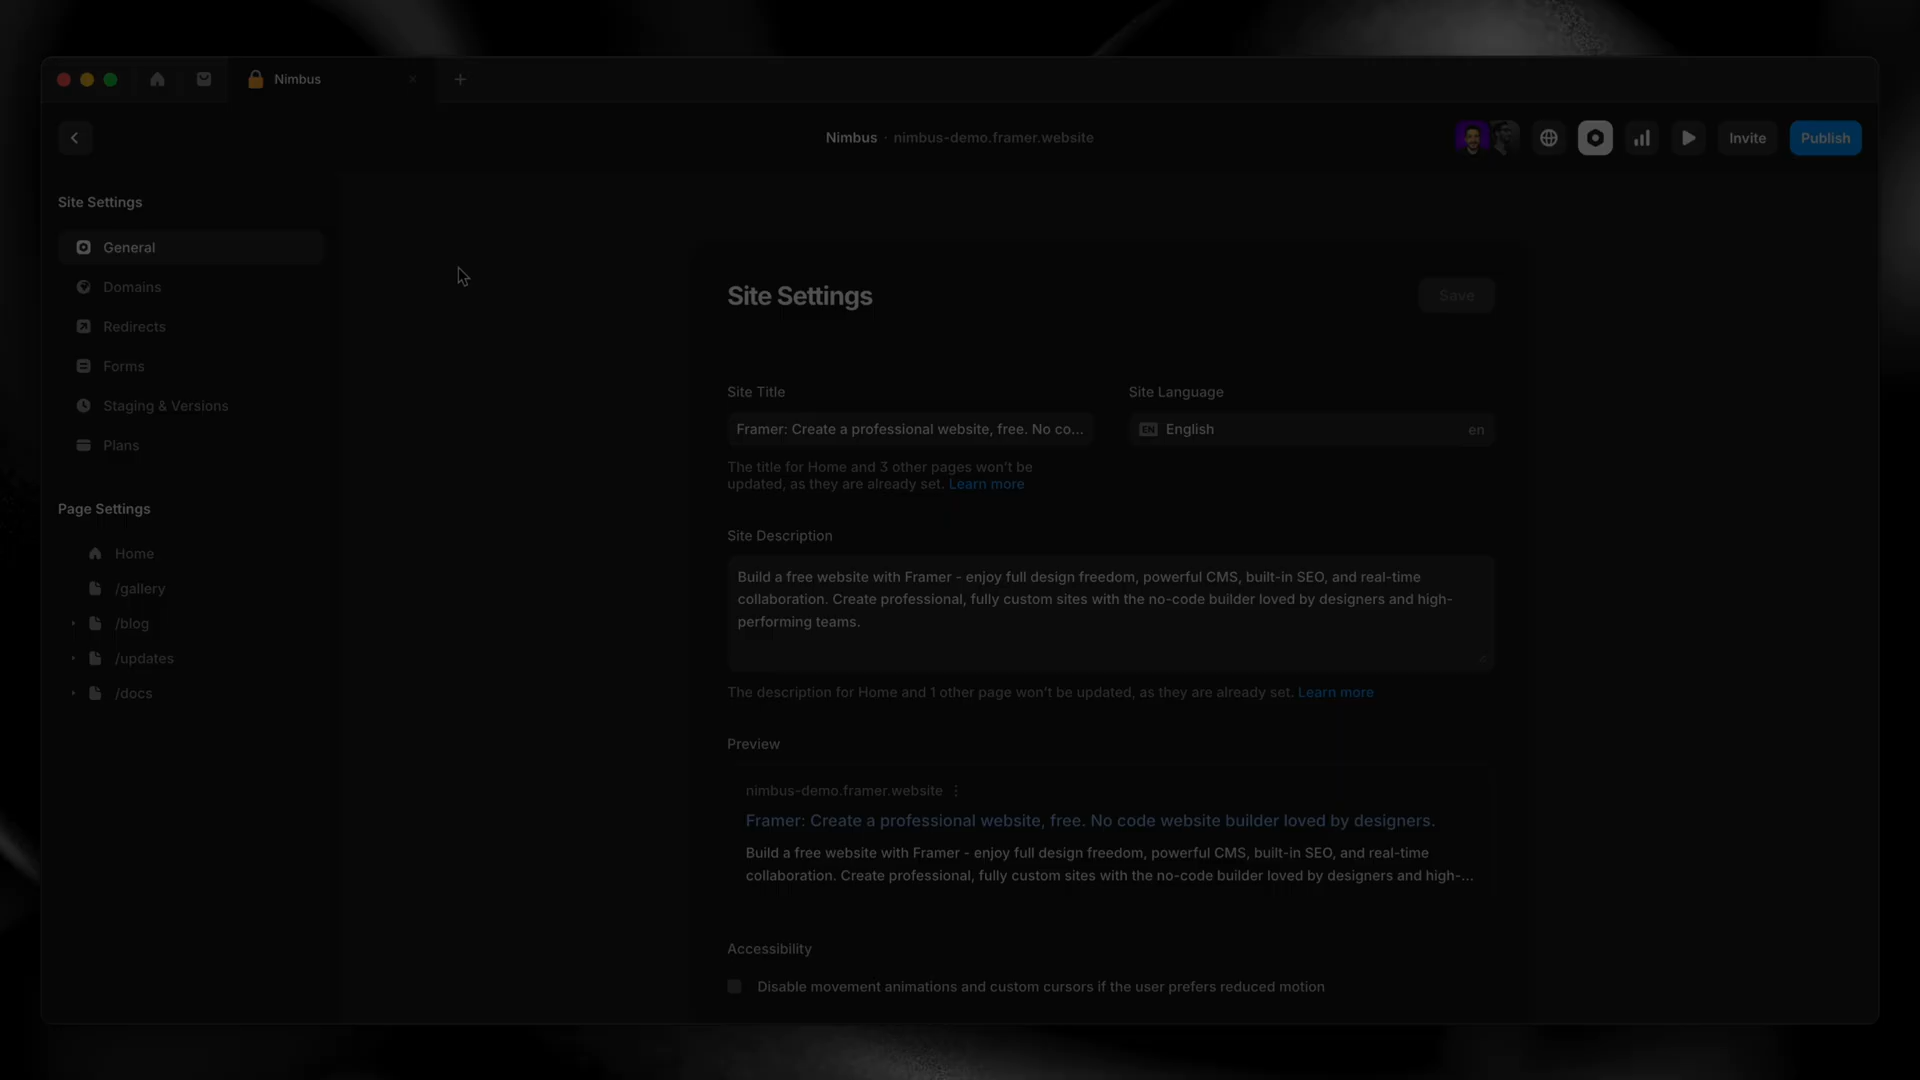 Nimbus
Nimbus · nimbus-demo.framer.website
Invite
Publish
Site Settings
General
Domains
Redirects
Forms
Staging & Versions
Plans
Page Settings
Home
/gallery
/blog
/updates
/docs
Site Settings
Save
Site Title
Site Language
Framer: Create a professional website, free. No co...
EN English
en
The title for Home and 3 other pages won't be
updated, as they are already set. Learn more
Site Description
Build a free website with Framer - enjoy full design freedom, powerful CMS, built-in SEO, and real-time
collaboration. Create professional, fully custom sites with the no-code builder loved by designers and high-
performing teams.
The description for Home and 1 other page won't be updated, as they are already set. Learn more
Preview
nimbus-demo.framer.website
Framer: Create a professional website, free. No code website builder loved by designers.
Build a free website with Framer - enjoy full design freedom, powerful CMS, built-in SEO, and real-time
collaboration. Create professional, fully custom sites with the no-code builder loved by designers and high-...
Accessibility
Disable movement animations and custom cursors if the user prefers reduced motion